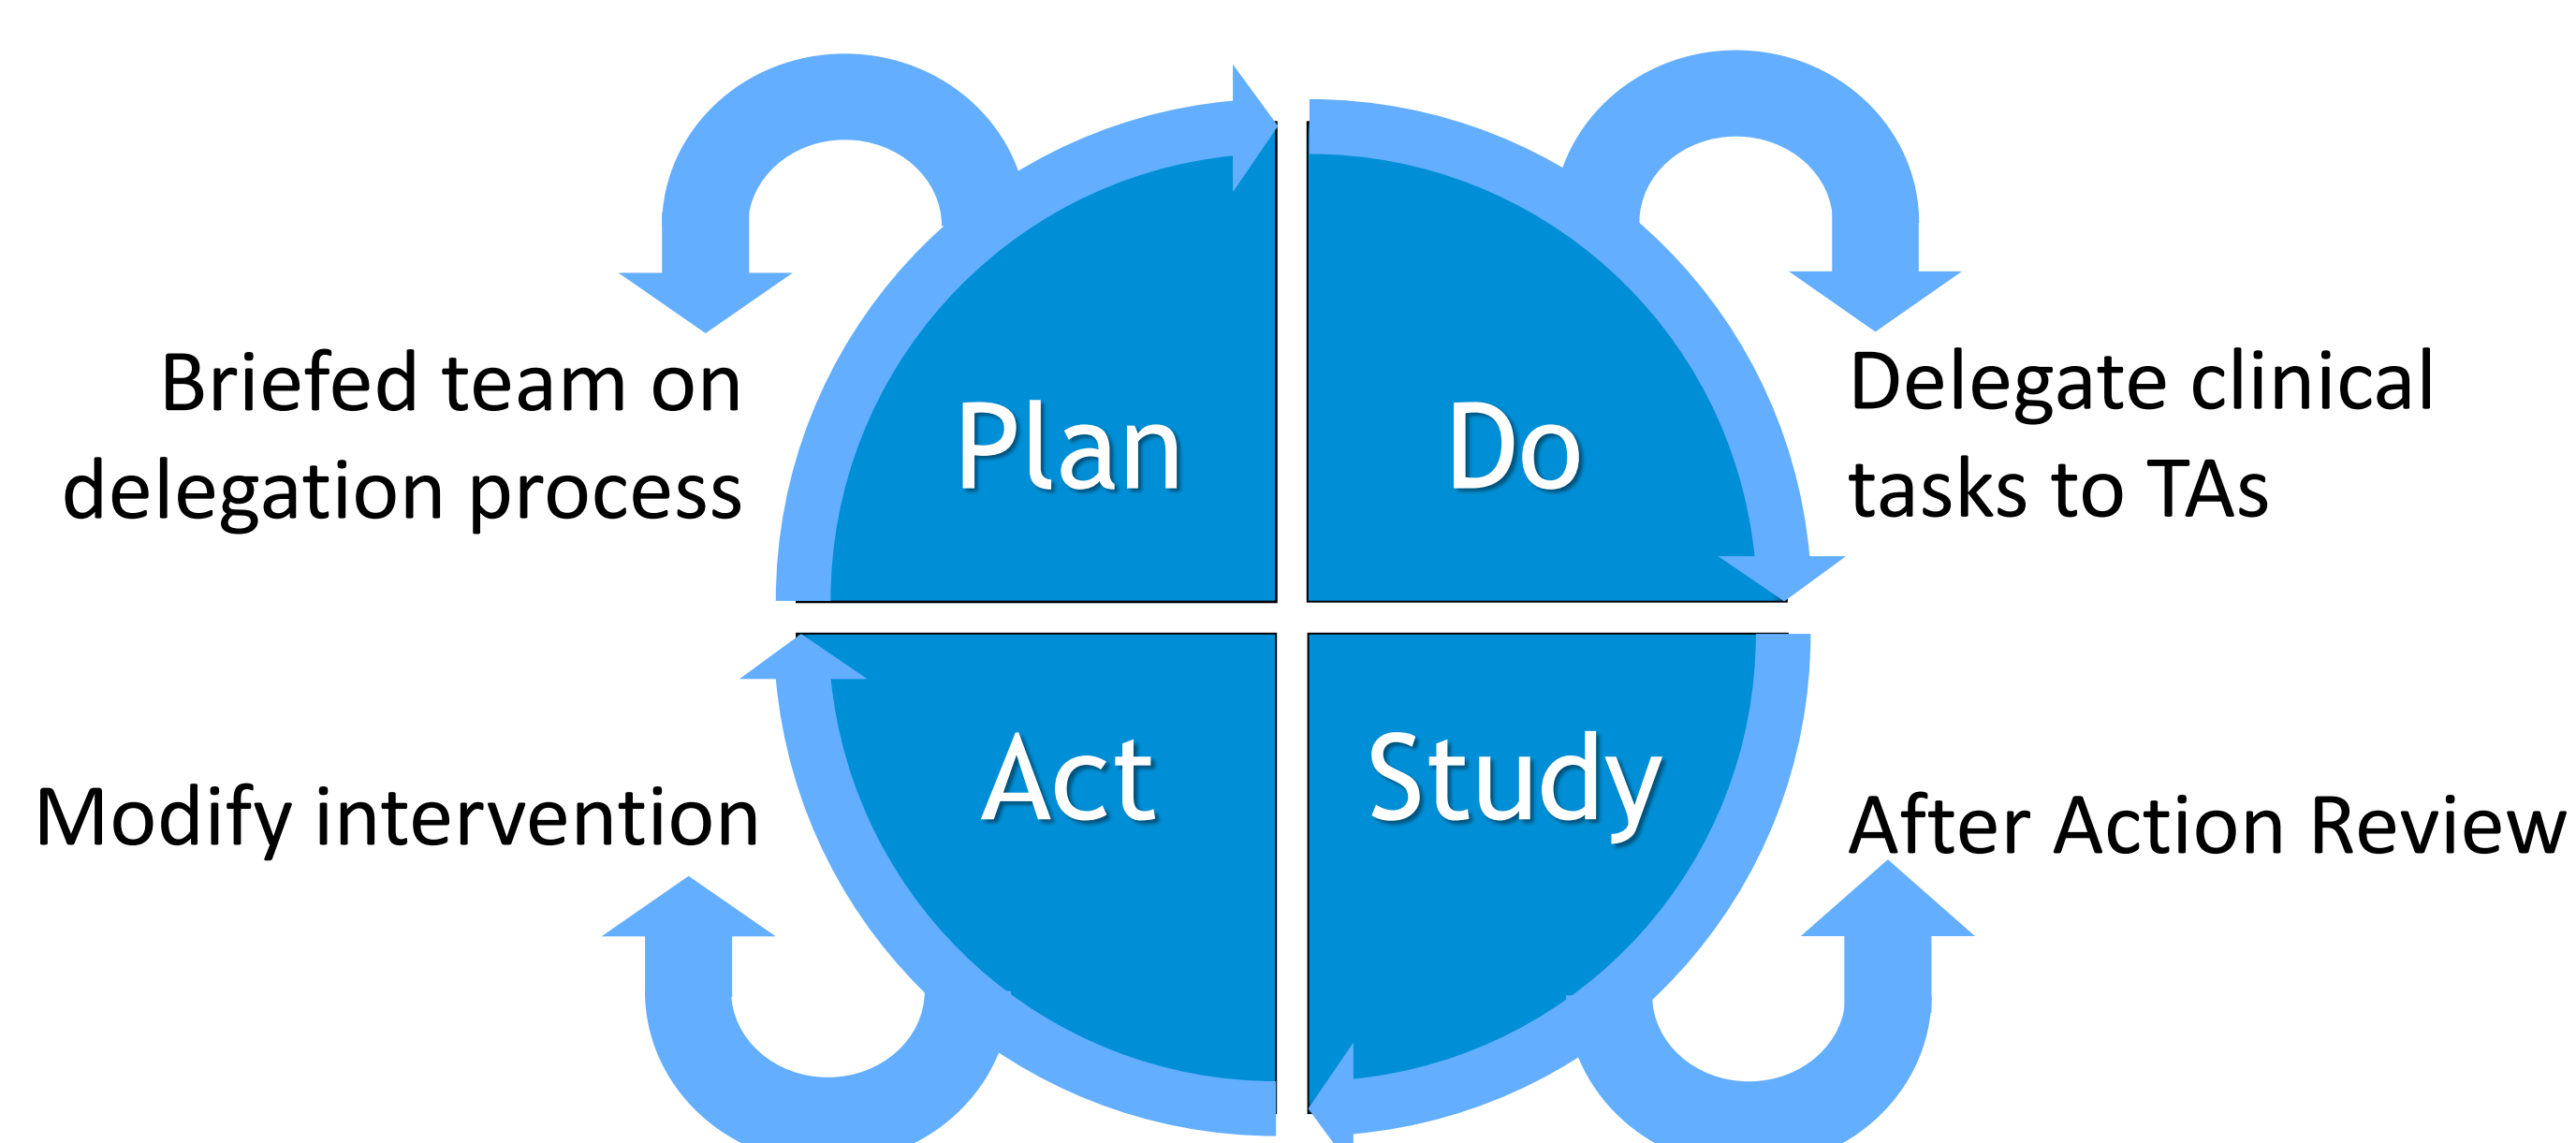 Briefed team on
delegation process
Plan
Do
Delegate clinical
tasks to TAs
Modify intervention
Act
Study
After Action Review